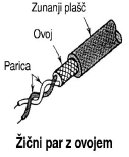 Zunanji plašč
Ovoj
Parica
Žični par z ovojem